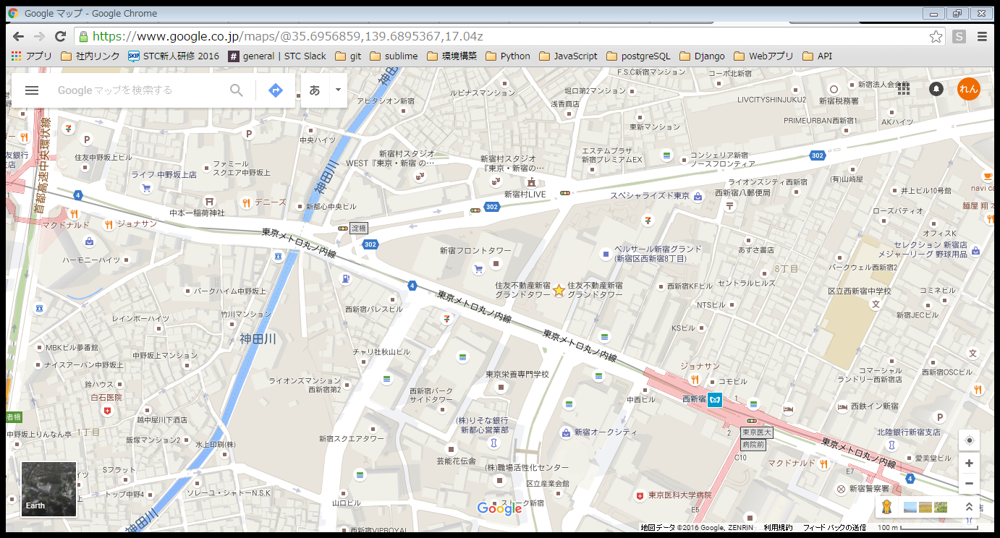 Google マップ - Google Chrome
https://www.google.co.jp/maps/@35.6956859,139.6895367,17.04z
S
アプリ 社内リンク SKIP STC新人研修 2016 # general | STC Slack git sublime 環境構築 Python JavaScript postgreSQL Django Webアプリ API
Google マップを検索する
あ
れん
神田川
アビタシオン新宿
ルビナスマンション
F.S.C新宿マンション
堀口第2マンション
浅香商店
コーポ北新宿
LIVCITYSHINJUKU2
新宿法人会会
新宿税務署
PRIMEURBAN西新宿1
AKハイツ
東新マンション
中央ハイツ
P
P
首都高速中央環状線
友銀行
支店
住友中野坂上ビル
ファミール
スクエア中野坂上
ライフ 中野坂上店
WEST『東京・新宿 の…
新宿村スタジオ
新宿村スタジオ
『東京・新宿の…
新宿村LIVE
エステムプラザ
新宿プレミアムEX
コンシェリア新宿
ノースフロンティア
302
ライオンズシティ西新宿
(有)山崎屋
井上ビル10号館
navi ca
麺屋 翔 本
神田川
4
デニーズ
中本一稲荷神社
新都心中央ビル
302
スペシャライズド東京
西新宿八郵便局
ローズパティオ
マクドナルド
ジョナサン
淀橋
302
東京メトロ丸ノ内線
ハーモニーハイツ
新宿フロントタワー
ベルサール新宿グランド
(新宿区西新宿8丁目)
あずさ書店
オフィスK
セレクション 新宿店
メジャーリーグ 野球用品
8丁目
パークウェル西新宿2
4
住友不動産新宿
グランドタワー
住友不動産新宿
グランドタワー
西新宿KFビル
セントラルヒルズ
区立西新宿中学校
コミネビル
パークハイム中野坂上
東京メトロ丸ノ内線
西新宿パレスビル
NTSビル
新宿JECビル
レインボーハイツ
竹川マンション
神田川
東京メトロ丸ノ内線
KSビル
MBKビル夢番館
ナイスアーバン中野坂上
中野坂上マンション
チャリ社秋山ビル
ジョナサン
コモビル
コマーシャル
ランドリー西新宿店
西新宿OSCビル
鈴ハウス
白石医院
ライオンズマンション
西新宿第2
西新宿パーク
サイドタワー
東京栄養専門学校
中西ビル
西新宿
1
西鉄イン新宿
P
者橋
越中屋川下酒店
中野坂上りんなん亭
1丁目
飯塚マンション2
水上印刷(株)
新宿スクエアタワー
(株)りそな銀行
新都心営業部
新宿オークシティ
2
東京医大
病院前
C10
東京メトロ丸ノ内線
北陸銀行新宿支店
愛美堂ビル
芸能花伝舎
(株)職場活性化センター
区立産業会館
マクドナルド
E7
4
新宿警察署
Sフラット
トップ中野4
ソレーユ・シャトーN.S.K
山口ビル
ストーク新宿
東京医科大学病院
E5
神田川
西新宿VIPROYAL
Earth
Google
地図データ ©2016 Google、ZENRIN 利用規約 フィードバックの送信 100 m